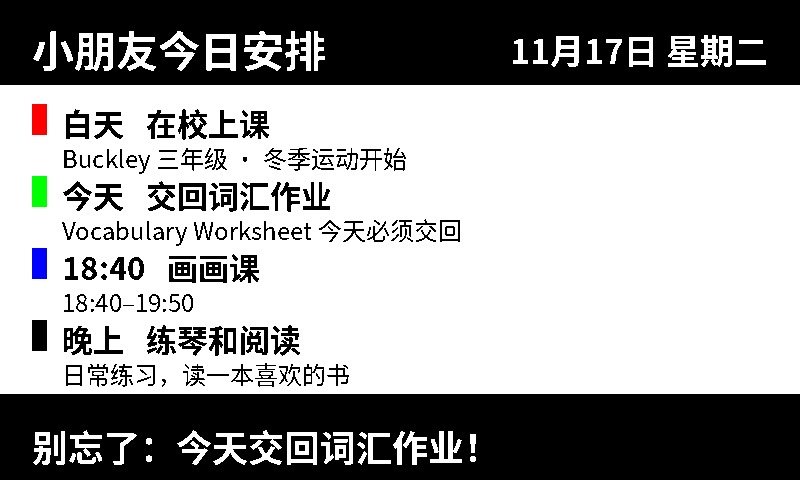 小朋友今日安排
11月17日 星期二
白天 在校上课
Buckley 三年级 · 冬季运动开始
今天 交回词汇作业
Vocabulary Worksheet 今天必须交回
18:40 画画课
18:40–19:50
晚上 练琴和阅读
日常练习，读一本喜欢的书
别忘了：今天交回词汇作业！